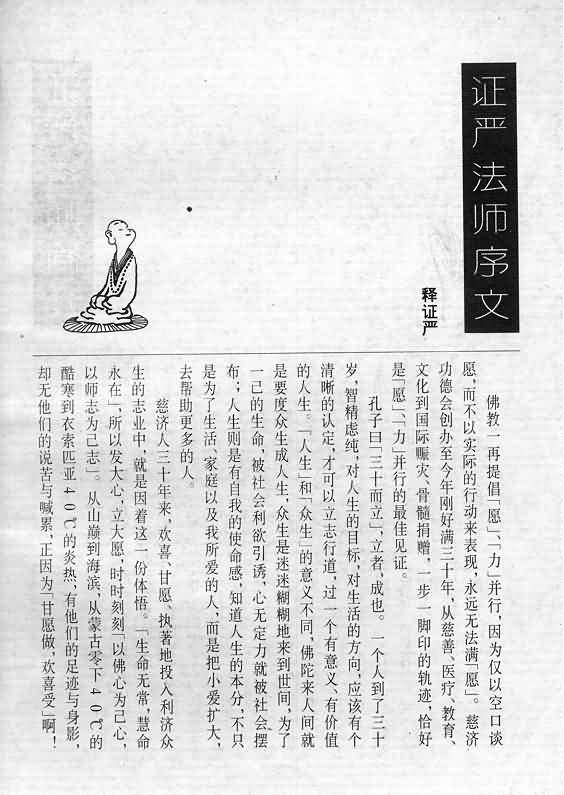 证严法师序文
释证严
佛教一再提倡「愿」、「力」并行，因为仅以空口谈
愿，而不以实际的行动来表现，永远无法满「愿」。慈济
功德会创办至今年刚好满三十年，从慈善、医疗、教育、
文化到国际赈灾、骨髓捐赠，一步一脚印的轨迹，恰好
是「愿」、「力」并行的最佳见证。
孔子曰「三十而立」，立者，成也。一个人到了三十
岁，智精虑纯，对人生的目标，对生活的方向，应该有个
清晰的认定，才可以立志行道，过一个有意义、有价值
的人生。「人生」和「众生」的意义不同，佛陀来人间就
是要度众生成人生，众生是迷迷糊糊地来到世间，为了
一己的生命，被社会利欲引诱，心无定力就被社会摆
布；人生则是有自我的使命感，知道人生的本分，不只
是为了生活、家庭以及我所爱的人，而是把小爱扩大，
去帮助更多的人。
慈济人三十年来，欢喜、甘愿、执著地投入利济众
生的志业中，就是因着这一份体悟。「生命无常，慧命
永在」，所以发大心，立大愿，时时刻刻「以佛心为己心，
以师志为己志」。从山巅到海滨，从蒙古零下40℃的
酷寒到衣索匹亚40℃的炎热，有他们的足迹与身影，
却无他们的说苦与喊累，正因为「甘愿做，欢喜受」啊！